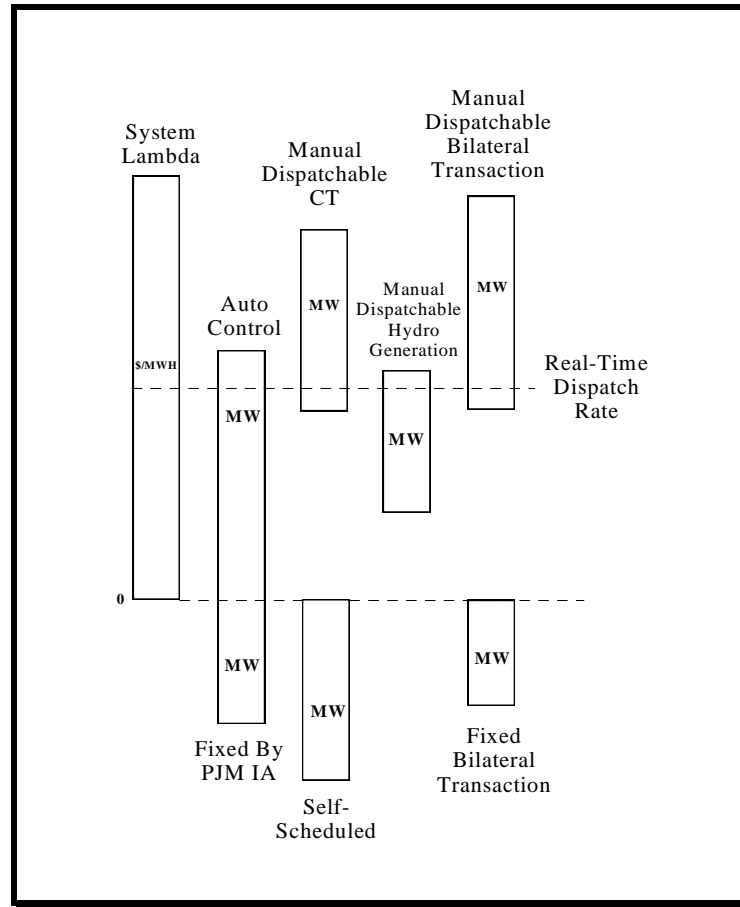 System
Lambda
Manual
Dispatchable
CT
Manual
Dispatchable
Bilateral
Transaction
Auto
Control
Manual
Dispatchable
Hydro
Generation
MW
MW
$/MWH
Real-Time
Dispatch
Rate
MW
MW
0
MW
MW
MW
Fixed By
PJM IA
Self-
Scheduled
Fixed
Bilateral
Transaction